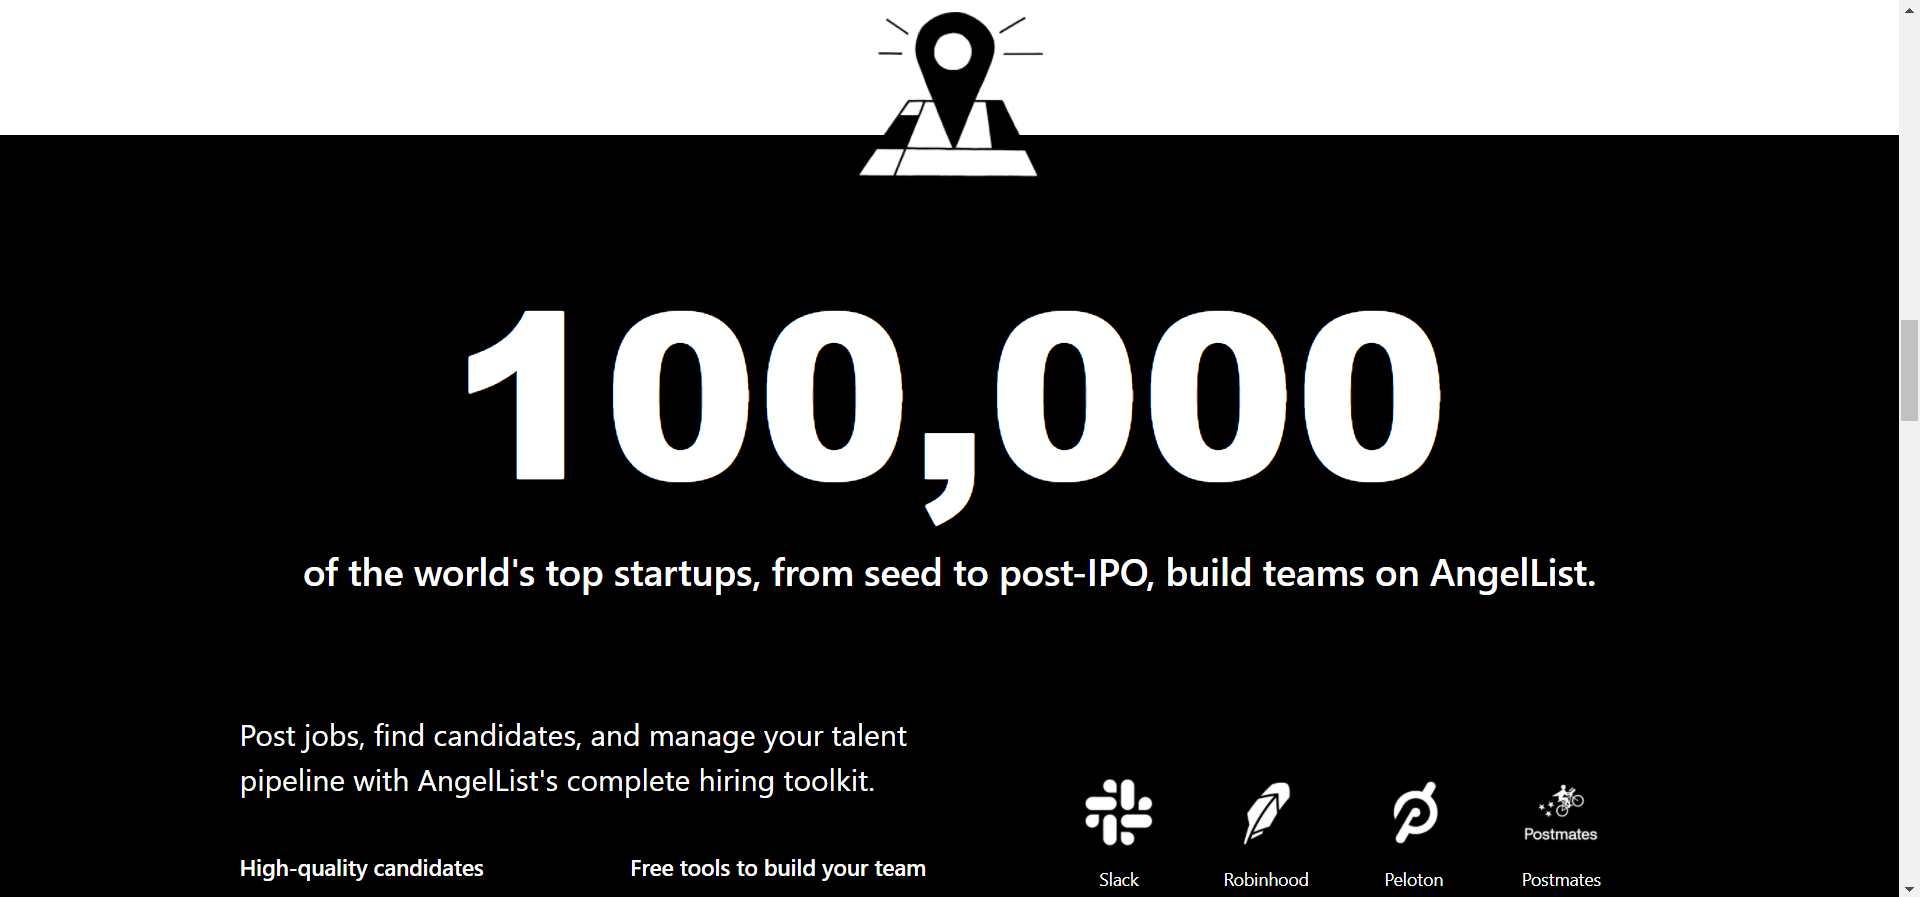 100,000
of the world's top startups, from seed to post-IPO, build teams on AngelList.
Post jobs, find candidates, and manage your talent
pipeline with AngelList's complete hiring toolkit.
High-quality candidates
Free tools to build your team
Postmates
Slack
Robinhood
Peloton
Postmates